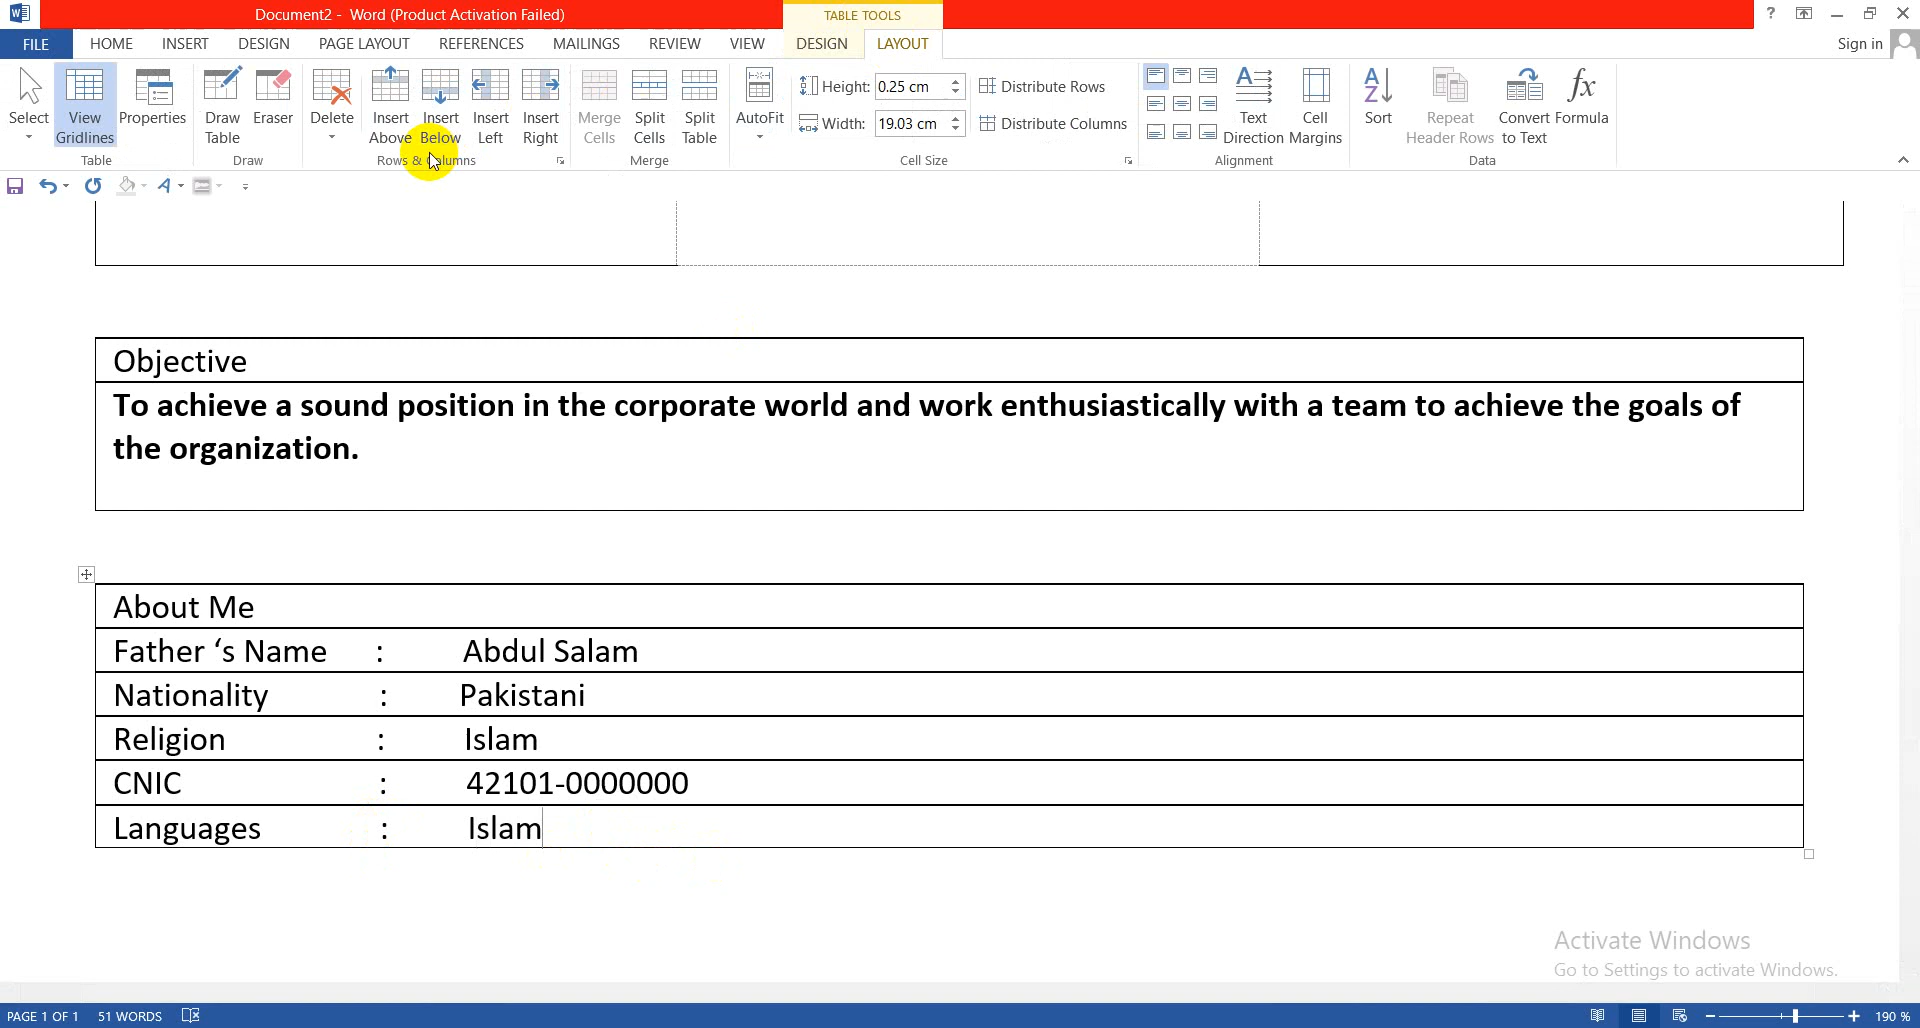 Document2 - Word (Product Activation Failed)
TABLE TOOLS
?
FILE
HOME
INSERT
DESIGN
PAGE LAYOUT
REFERENCES
MAILINGS
REVIEW
VIEW
DESIGN
LAYOUT
Sign in
Select
View Gridlines
Properties
Draw Table
Eraser
Delete
Insert Above
Insert Below
Insert Left
Insert Right
Merge Cells
Split Cells
Split Table
AutoFit
Height: 0.25 cm
Width: 19.03 cm
Distribute Rows
Distribute Columns
Text Direction
Cell Margins
Sort
Repeat Header Rows
Convert to Text
Formula
Table
Draw
Rows & Columns
Merge
Cell Size
Alignment
Data
Objective
To achieve a sound position in the corporate world and work enthusiastically with a team to achieve the goals of
the organization.
About Me
Father ‘s Name : Abdul Salam
Nationality : Pakistani
Religion : Islam
CNIC : 42101-0000000
Languages : Islam
Activate Windows
Go to Settings to activate Windows.
PAGE 1 OF 1 51 WORDS 190 %